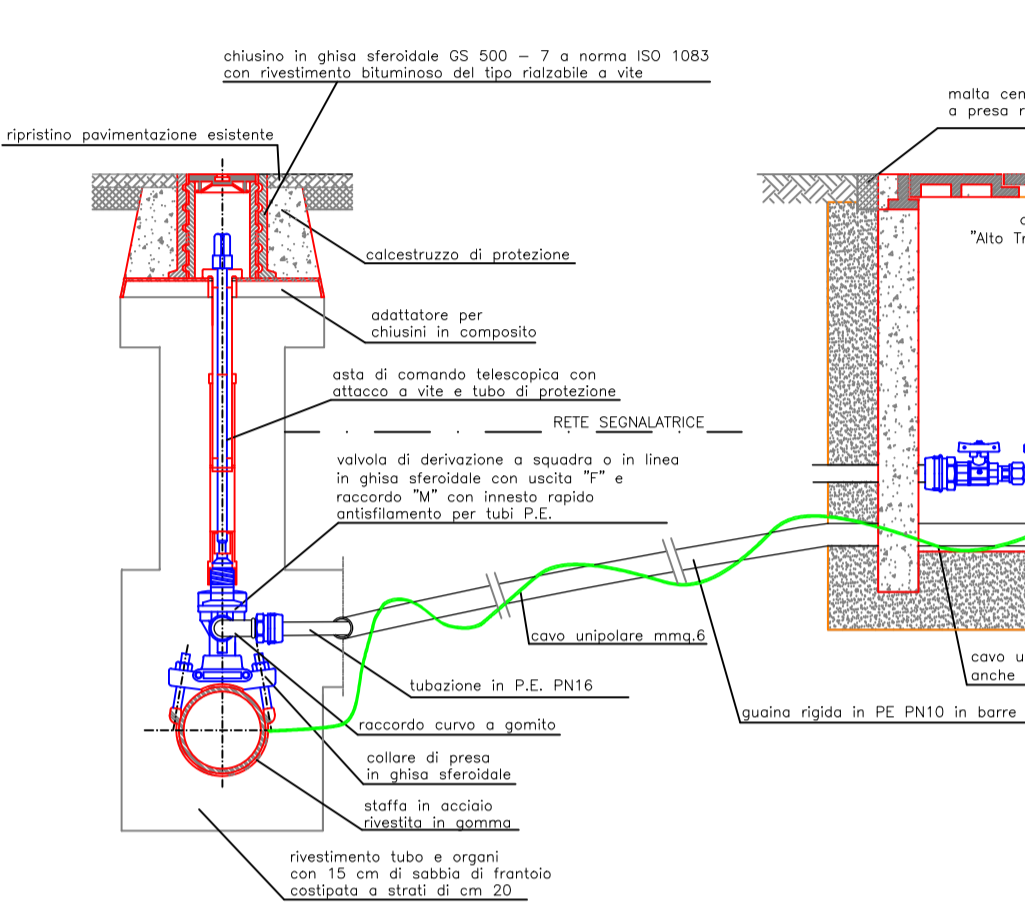 chiusino in ghisa sferoidale GS 500 – 7 a norma ISO 1083
con rivestimento bituminoso del tipo rialzabile a vite
malta cen
a presa r
ripristino pavimentazione esistente
"Alto Tr
calcestruzzo di protezione
adattatore per
chiusini in composito
asta di comando telescopica con
attacco a vite e tubo di protezione
RETE SEGNALATRICE
valvola di derivazione a squadra o in linea
in ghisa sferoidale con uscita "F" e
raccordo "M" con innesto rapido
antisfilamento per tubi P.E.
cavo unipolare mmq.6
cavo u
anche
tubazione in P.E. PN16
guaina rigida in PE PN10 in barre
raccordo curvo a gomito
collare di presa
in ghisa sferoidale
staffa in acciaio
rivestita in gomma
rivestimento tubo e organi
con 15 cm di sabbia di frantoio
costipata a strati di cm 20